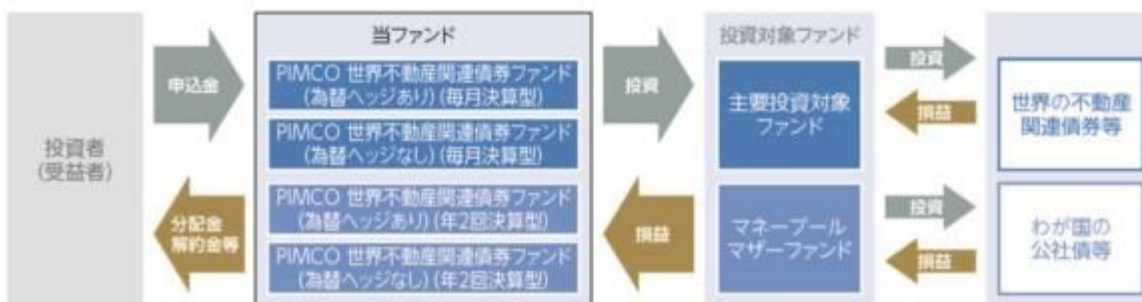 投資者
(受益者)
申込金
分配金
解約金等
当ファンド
PIMCO 世界不動産関連債券ファンド
(為替ヘッジあり)(毎月決算型)
PIMCO 世界不動産関連債券ファンド
(為替ヘッジなし)(毎月決算型)
PIMCO 世界不動産関連債券ファンド
(為替ヘッジあり)(年2回決算型)
PIMCO 世界不動産関連債券ファンド
(為替ヘッジなし)(年2回決算型)
投資
損益
投資対象ファンド
主要投資対象
ファンド
マネープール
マザーファンド
投資
損益
投資
損益
世界の不動産
関連債券等
わが国の
公社債等